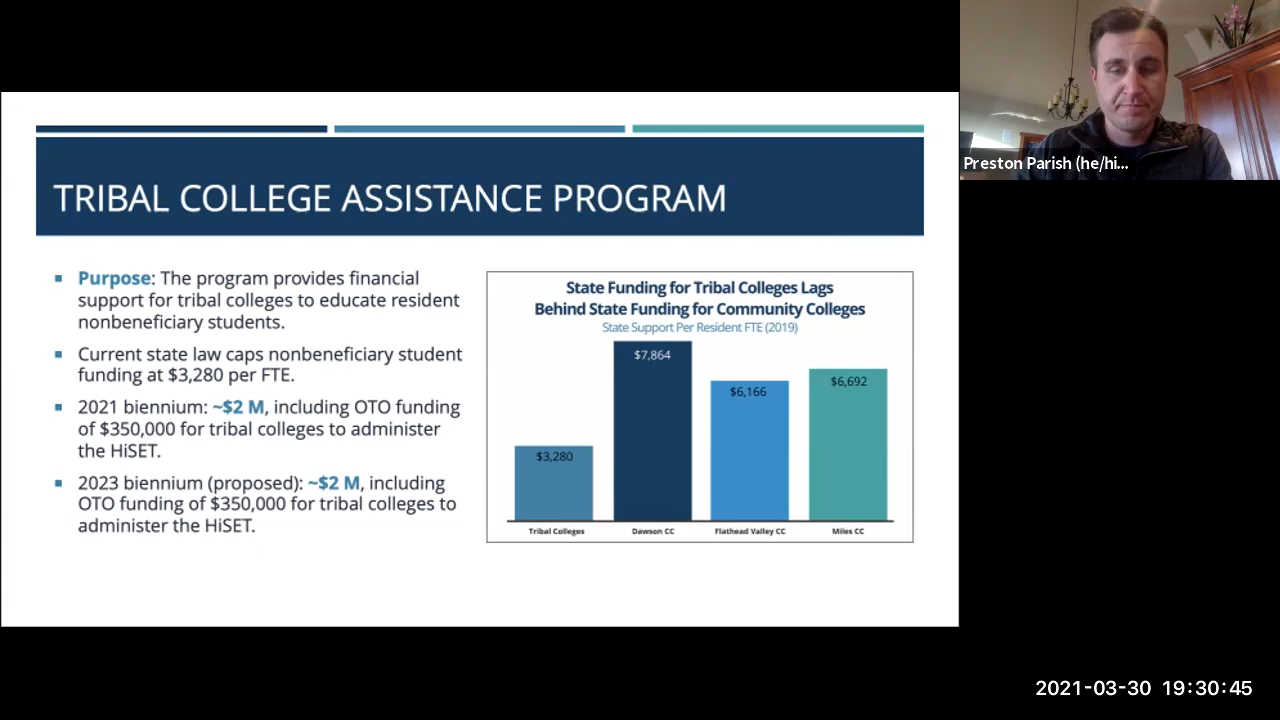 TRIBAL COLLEGE ASSISTANCE PROGRAM
Purpose: The program provides financial
support for tribal colleges to educate resident
nonbeneficiary students.
Current state law caps nonbeneficiary student
funding at $3,280 per FTE.
2021 biennium: ~$2 M, including OTO funding
of $350,000 for tribal colleges to administer
the HiSET.
2023 biennium (proposed): ~$2 M, including
OTO funding of $350,000 for tribal colleges to
administer the HiSET.
State Funding for Tribal Colleges Lags
Behind State Funding for Community Colleges
State Support Per Resident FTE (2019)
$3,280
$7,864
$6,166
$6,692
Tribal Colleges
Dawson CC
Flathead Valley CC
Miles CC
Preston Parish (he/hi...
2021-03-30 19:30:45